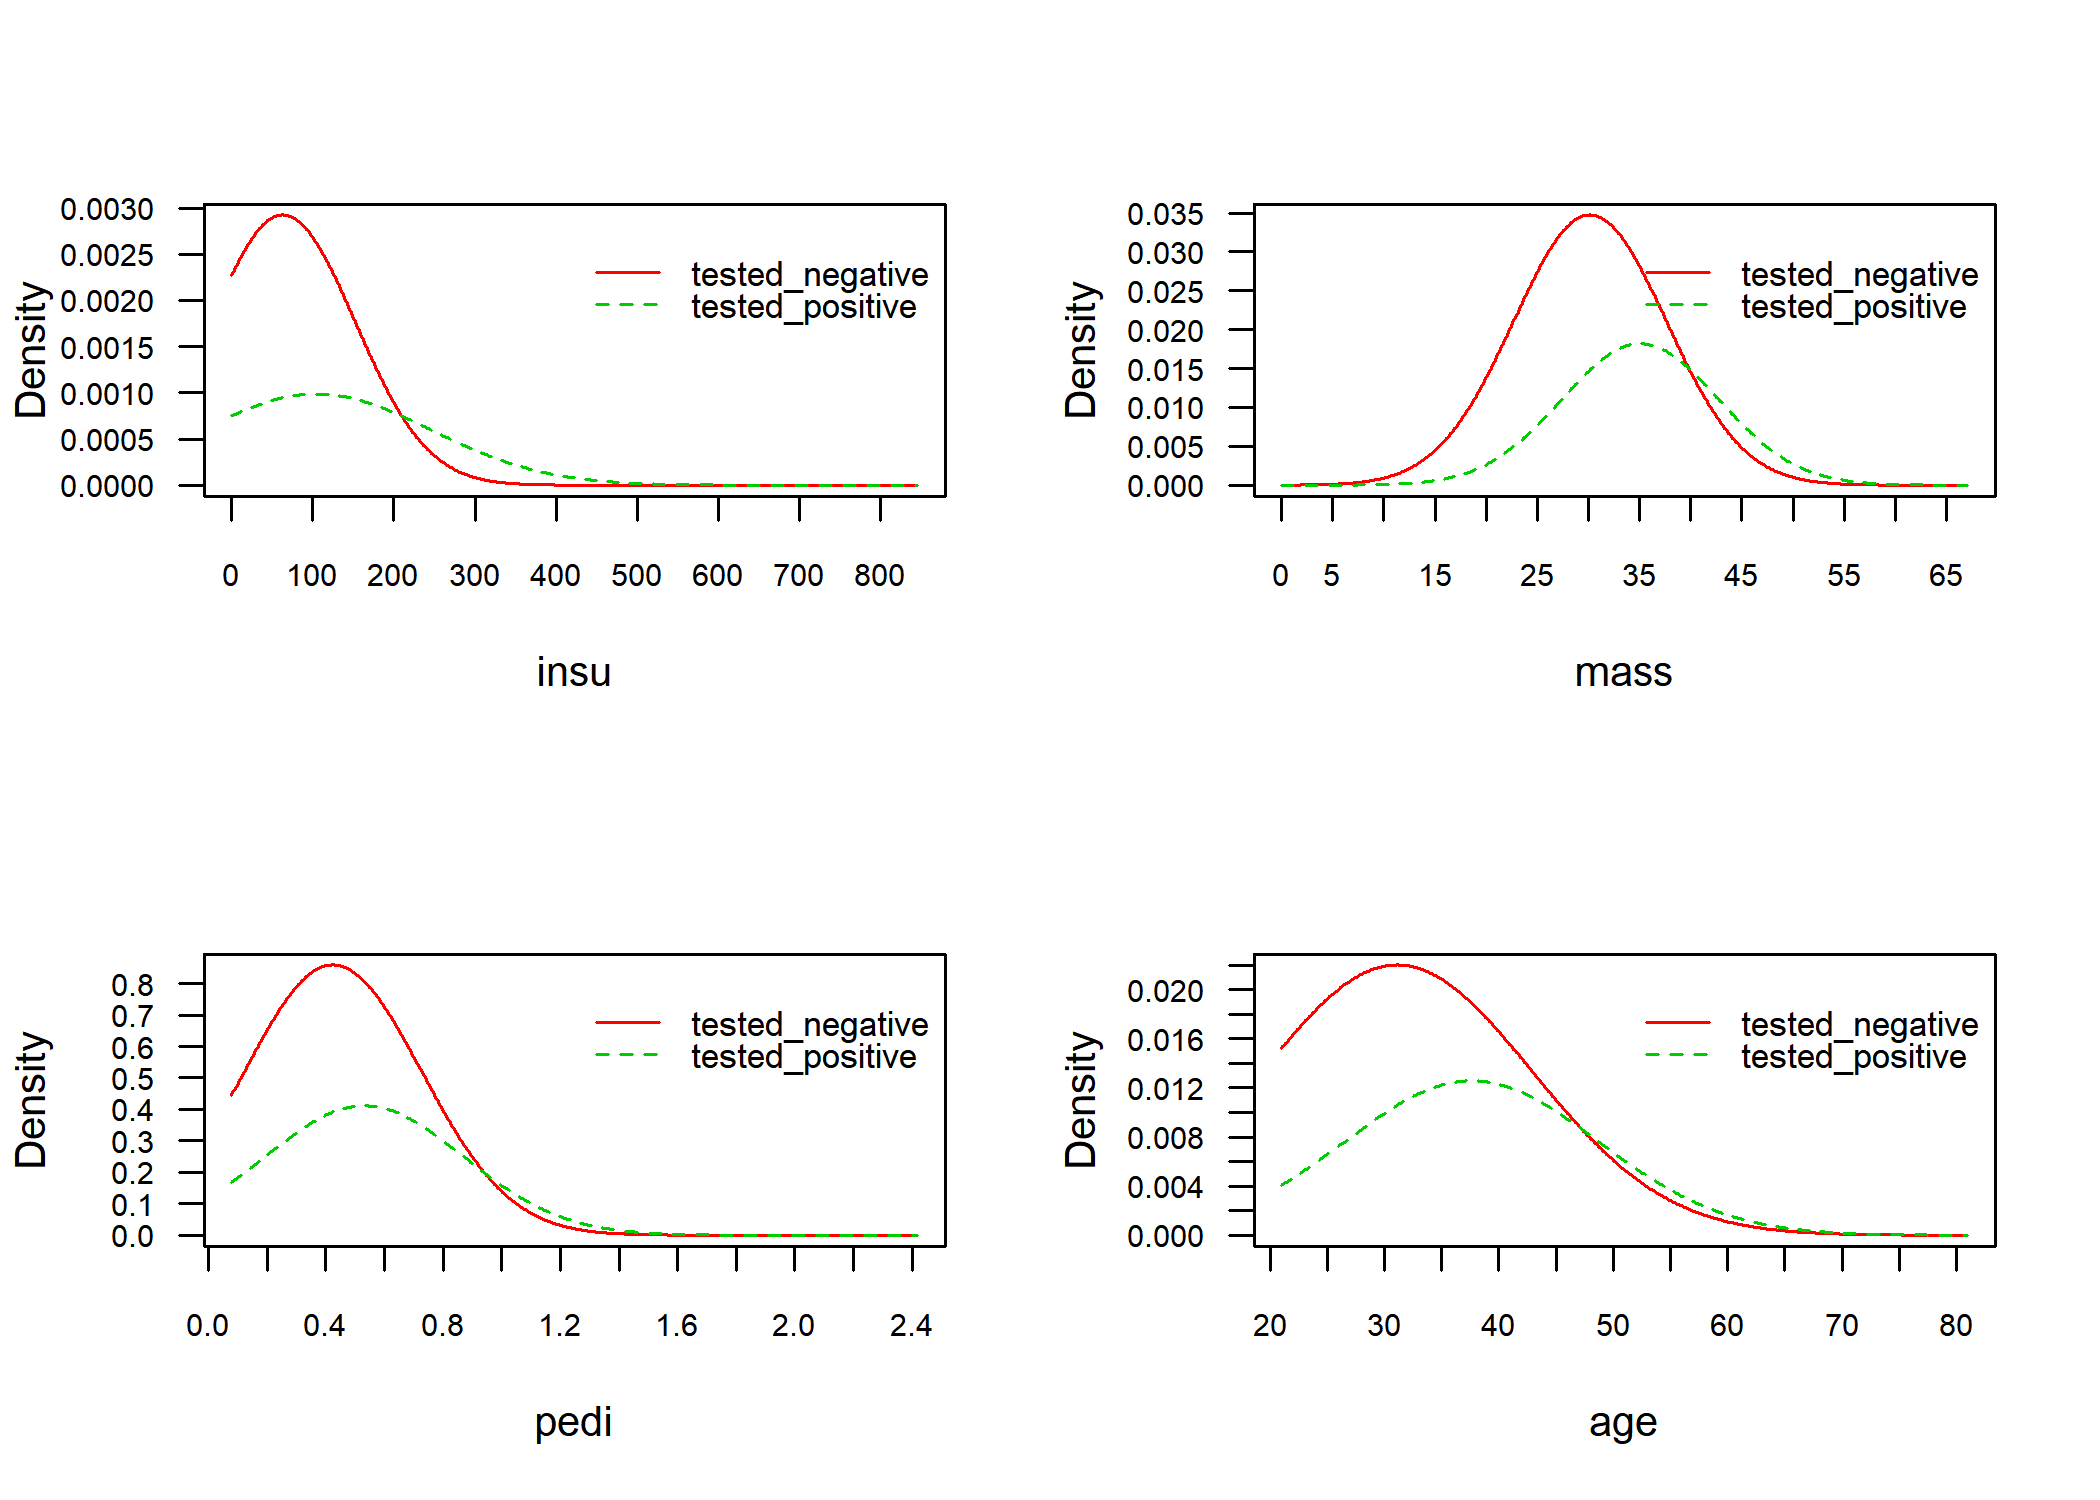 0.0030
0.0025
0.0020
0.0015
0.0010
0.0005
0.0000
Density
tested_negative
tested_positive
0 100 200 300 400 500 600 700 800
insu
0.035
0.030
0.025
0.020
0.015
0.010
0.005
0.000
Density
tested_negative
tested_positive
0 5 15 25 35 45 55 65
mass
0.8
0.7
0.6
0.5
0.4
0.3
0.2
0.1
0.0
Density
tested_negative
tested_positive
0.0 0.4 0.8 1.2 1.6 2.0 2.4
pedi
0.020
0.016
0.012
0.008
0.004
0.000
Density
tested_negative
tested_positive
20 30 40 50 60 70 80
age